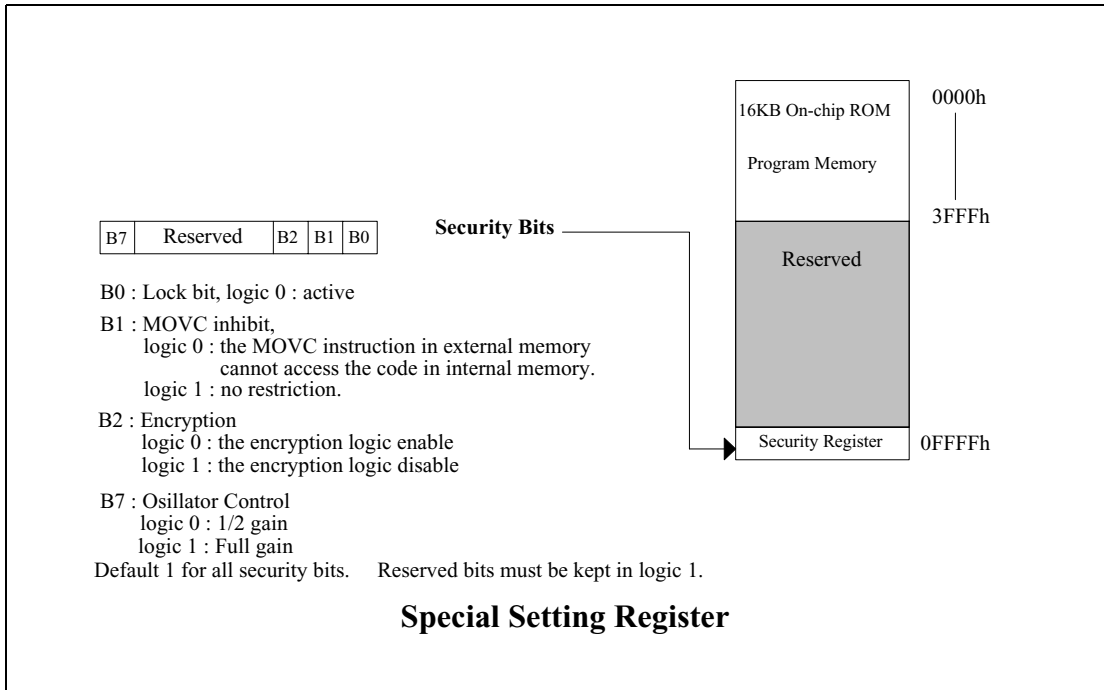 16KB On-chip ROM
Program Memory
0000h
3FFFh
Reserved
Security Register
0FFFFh
B7 Reserved B2 B1 B0
Security Bits
B0 : Lock bit, logic 0 : active
B1 : MOVC inhibit,
logic 0 : the MOVC instruction in external memory
cannot access the code in internal memory.
logic 1 : no restriction.
B2 : Encryption
logic 0 : the encryption logic enable
logic 1 : the encryption logic disable
B7 : Osillator Control
logic 0 : 1/2 gain
logic 1 : Full gain
Default 1 for all security bits. Reserved bits must be kept in logic 1.
Special Setting Register